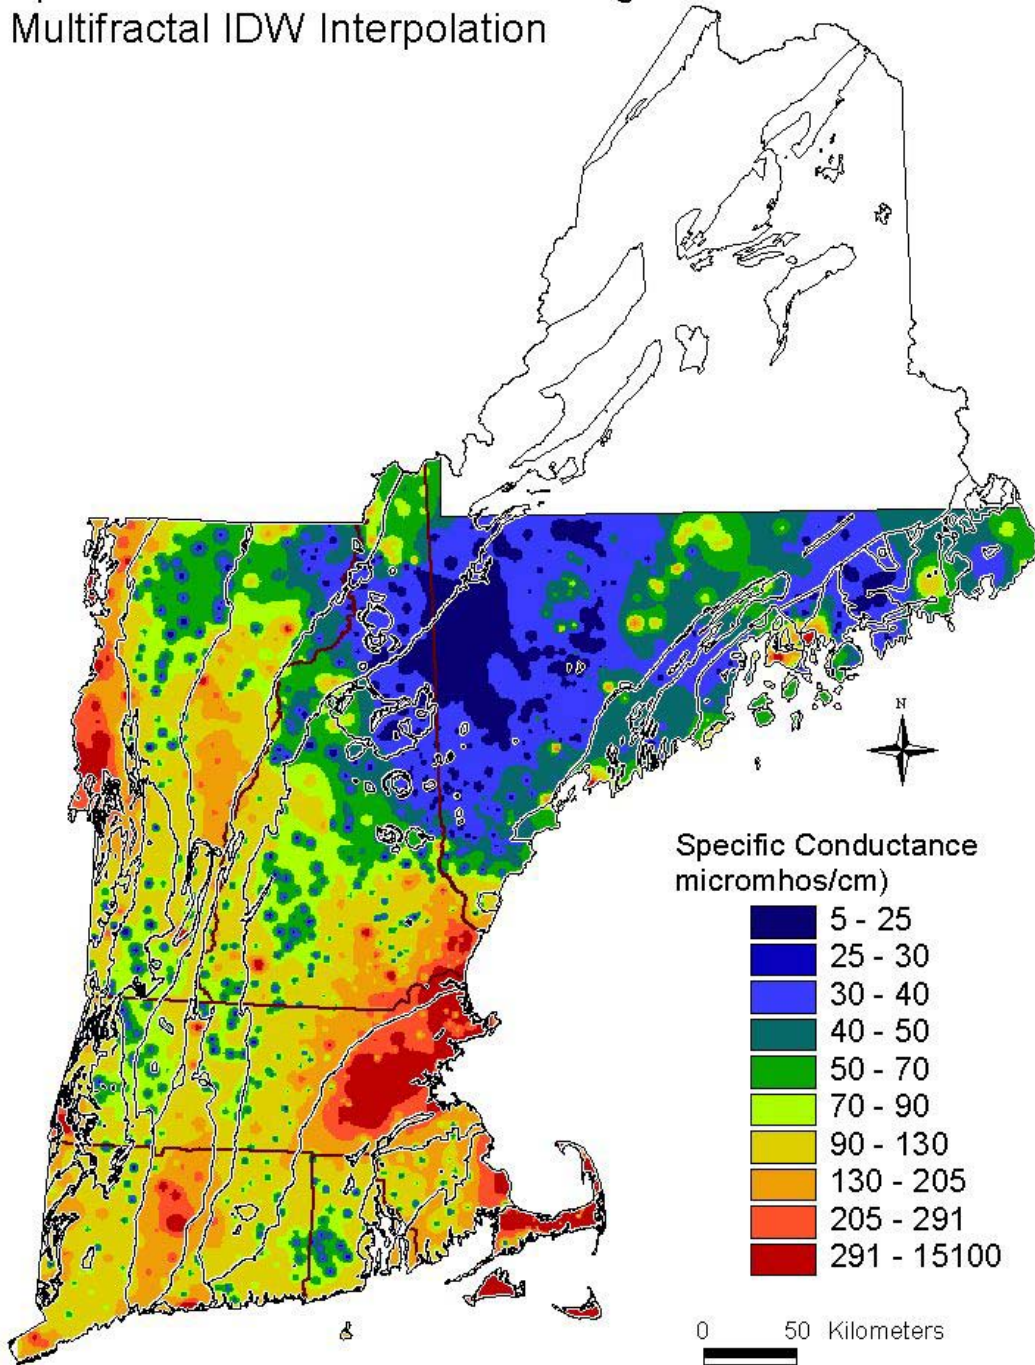 Multifractal IDW Interpolation
N
Specific Conductance
micromhos/cm)
5 - 25
25 - 30
30 - 40
40 - 50
50 - 70
70 - 90
90 - 130
130 - 205
205 - 291
291 - 15100
0 50 Kilometers